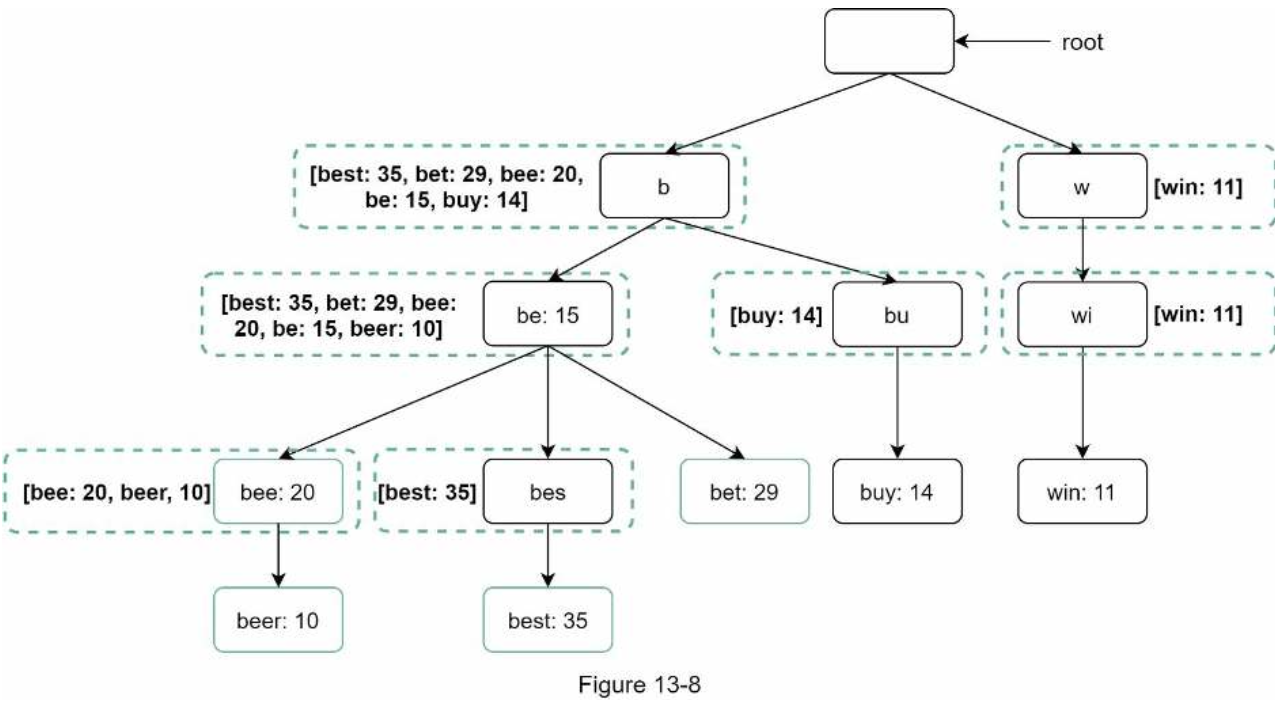 root
[best: 35, bet: 29, bee: 20,
be: 15, buy: 14]
b
w
[win: 11]
[best: 35, bet: 29, bee:
20, be: 15, beer: 10]
be: 15
[buy: 14]
bu
wi
[win: 11]
[bee: 20, beer, 10]
bee: 20
[best: 35]
bes
bet: 29
buy: 14
win: 11
beer: 10
best: 35
Figure 13-8